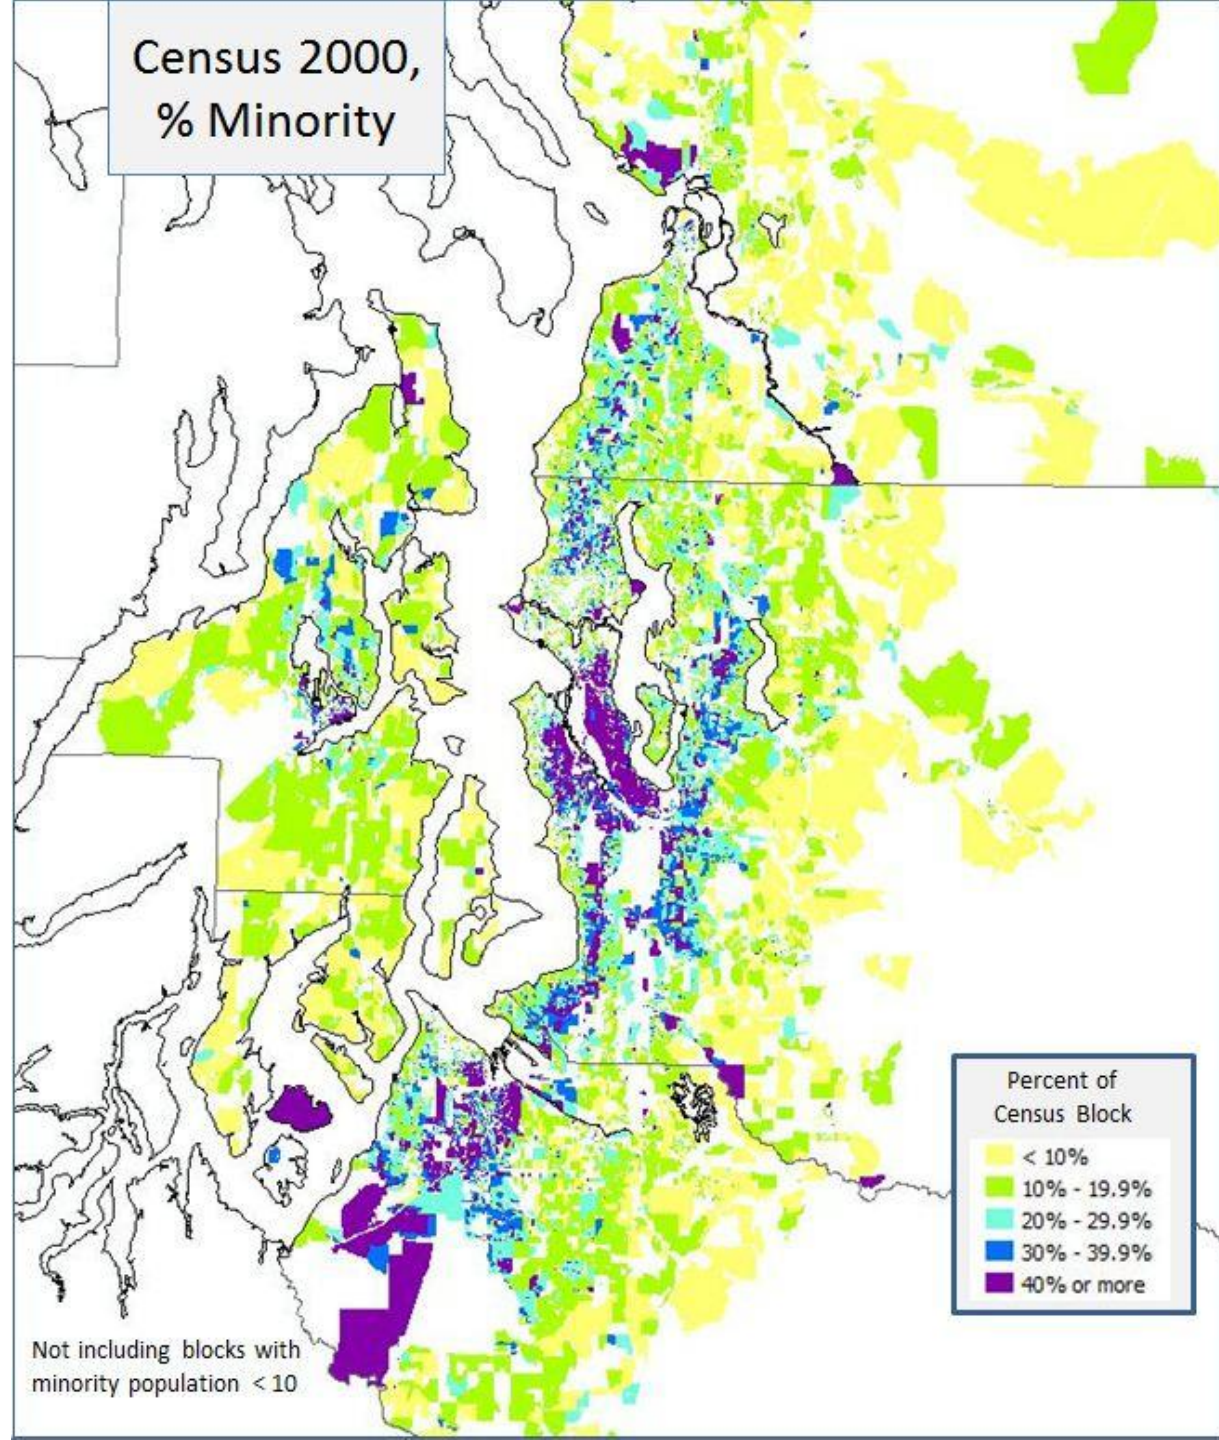 Census 2000,
% Minority
Percent of
Census Block
< 10%
10% - 19.9%
20% - 29.9%
30% - 39.9%
40% or more
Not including blocks with
minority population < 10